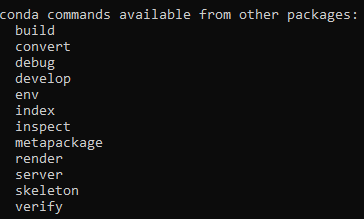 conda commands available from other packages:
build
convert
debug
develop
env
index
inspect
metapackage
render
server
skeleton
verify